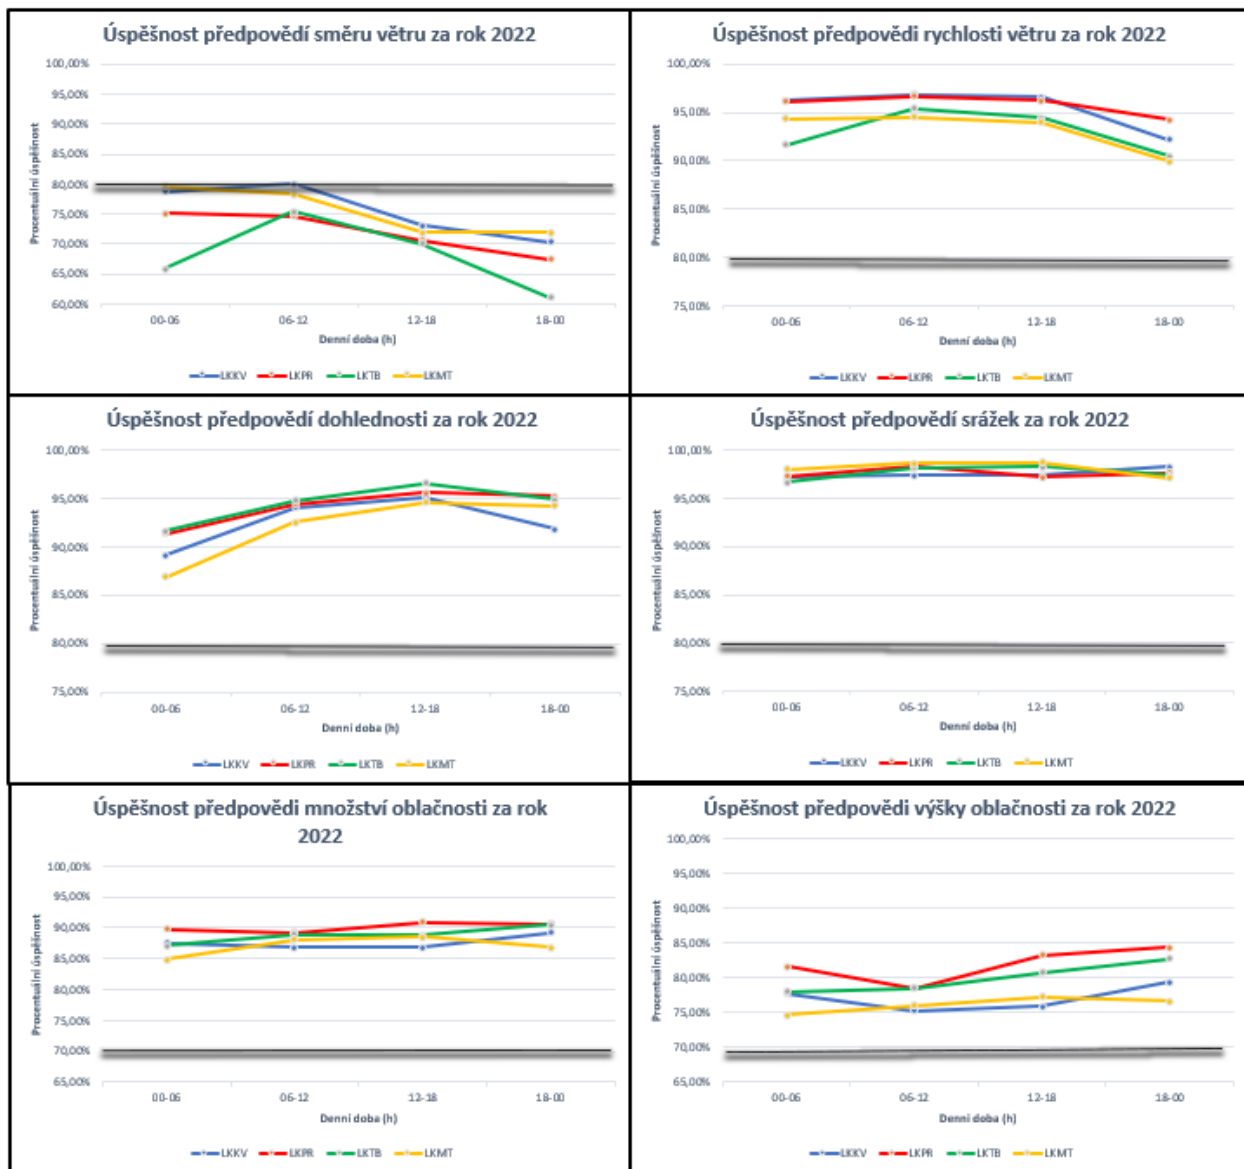 Úspěšnost předpovědí směru větru za rok 2022
100,00%
95,00%
90,00%
85,00%
80,00%
75,00%
70,00%
65,00%
60,00%
Procentuální úspěšnost
00-06 06-12 12-18 18-00
Denní doba (h)
LKKV LKPR LKTB LKMT
Úspěšnost předpovědi rychlosti větru za rok 2022
100,00%
95,00%
90,00%
85,00%
80,00%
75,00%
Procentuální úspěšnost
00-06 06-12 12-18 18-00
Denní doba (h)
LKKV LKPR LKTB LKMT
Úspěšnost předpovědí dohlednosti za rok 2022
100,00%
95,00%
90,00%
85,00%
80,00%
75,00%
Procentuální úspěšnost
00-06 06-12 12-18 18-00
Denní doba (h)
LKKV LKPR LKTB LKMT
Úspěšnost předpovědí srážek za rok 2022
100,00%
95,00%
90,00%
85,00%
80,00%
75,00%
Procentuální úspěšnost
00-06 06-12 12-18 18-00
Denní doba (h)
LKKV LKPR LKTB LKMT
Úspěšnost předpovědi množství oblačnosti za rok
2022
100,00%
95,00%
90,00%
85,00%
80,00%
75,00%
70,00%
65,00%
Procentuální úspěšnost
00-06 06-12 12-18 18-00
Denní doba (h)
LKKV LKPR LKTB LKMT
Úspěšnost předpovědi výšky oblačnosti za rok 2022
100,00%
95,00%
90,00%
85,00%
80,00%
75,00%
70,00%
65,00%
Procentuální úspěšnost
00-06 06-12 12-18 18-00
Denní doba (h)
LKKV LKPR LKTB LKMT